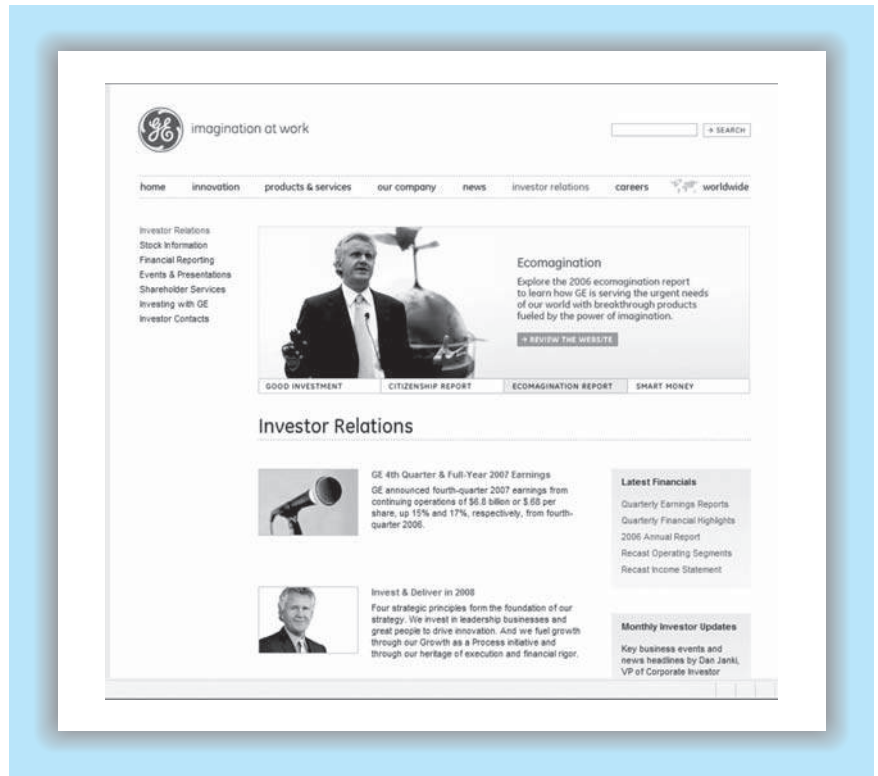 GE imagination at work
→ SEARCH
home innovation products & services our company news investor relations careers worldwide
Investor Relations
Stock Information
Financial Reporting
Events & Presentations
Shareholder Services
Investing with GE
Investor Contacts
Ecomagination
Explore the 2006 ecomagination report
to learn how GE is serving the urgent needs
of our world with breakthrough products
fueled by the power of imagination.
→ REVIEW THE WEBSITE
GOOD INVESTMENT CITIZENSHIP REPORT ECOMAGINATION REPORT SMART MONEY
Investor Relations
GE 4th Quarter & Full-Year 2007 Earnings
GE announced fourth-quarter 2007 earnings from
continuing operations of $6.8 billion or $.68 per
share, up 15% and 17%, respectively, from fourth-
quarter 2006.
Invest & Deliver in 2008
Four strategic principles form the foundation of our
strategy. We invest in leadership businesses and
great people to drive innovation. And we fuel growth
through our Growth as a Process initiative and
through our heritage of execution and financial rigor.
Latest Financials
Quarterly Earnings Reports
Quarterly Financial Highlights
2006 Annual Report
Recast Operating Segments
Recast Income Statement
Monthly Investor Updates
Key business events and
news headlines by Dan Janki,
VP of Corporate Investor